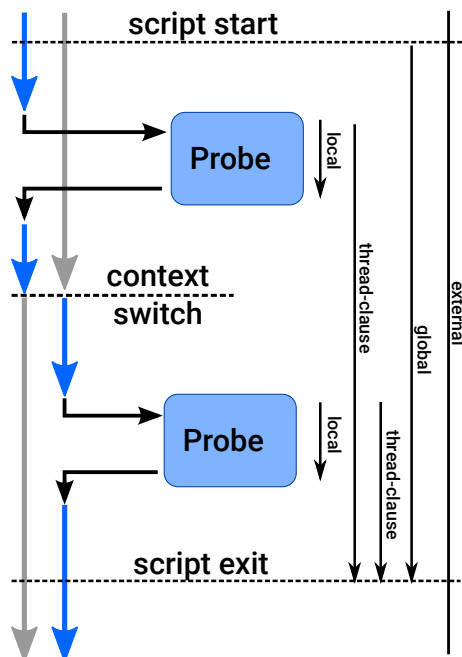 script start
Probe
local
thread-clause
global
external
context
switch
Probe
local
thread-clause
script exit